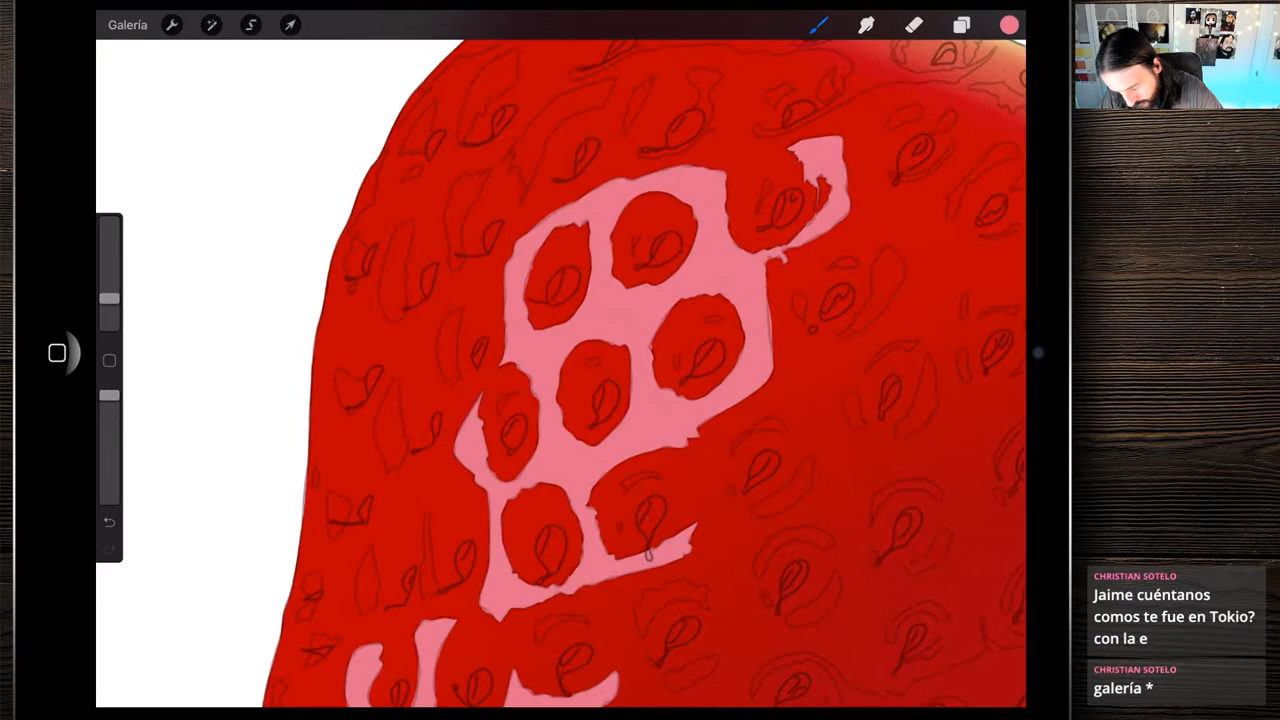 Galería
CHRISTIAN SOTELO
Jaime cuéntanos
comos te fue en Tokio?
con la e
CHRISTIAN SOTELO
galería *